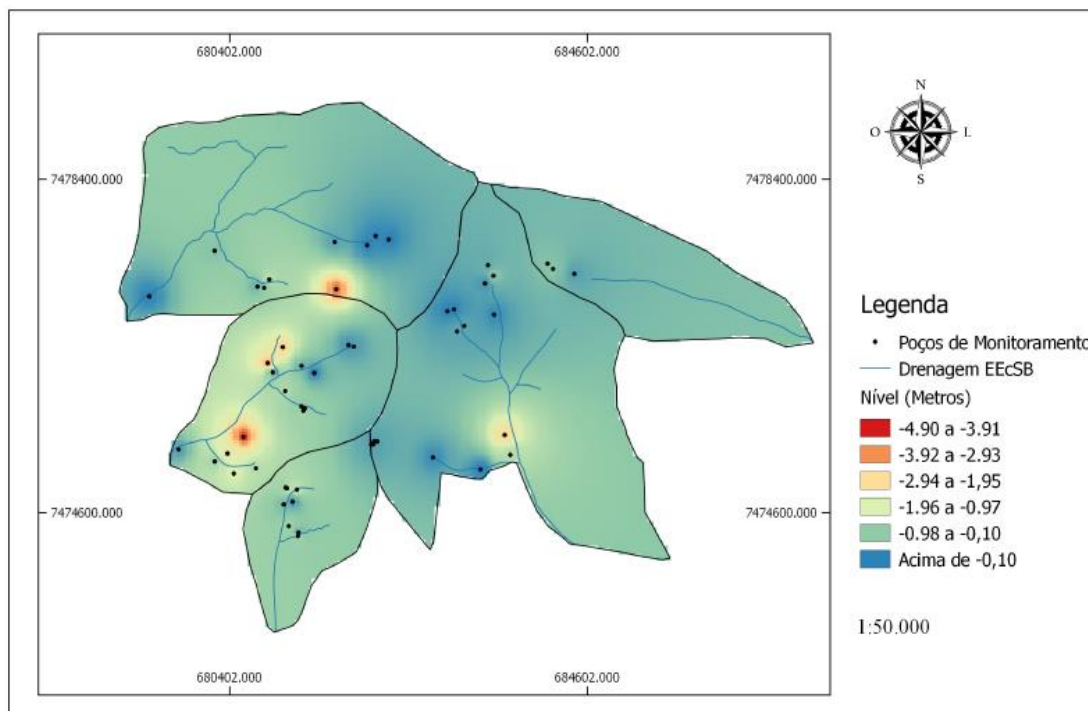 680402.000
684602.000
7478400.000
7478400.000
N
O
L
S
Legenda
Poços de Monitoramento
Drenagem EEcSB
Nível (Metros)
-4.90 a -3.91
-3.92 a -2.93
-2.94 a -1,95
-1.96 a -0.97
-0.98 a -0,10
Acima de -0,10
7474600.000
7474600.000
1:50.000
680402.000
684602.000